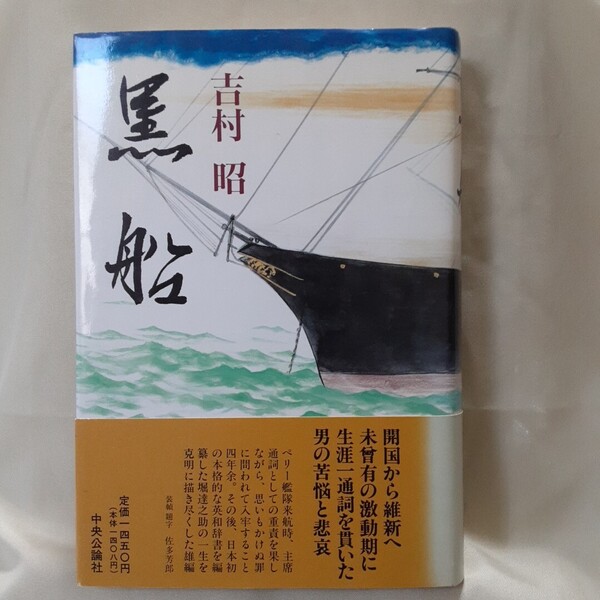 黒船
吉村 昭
開国から維新へ
未曾有の激動期に
生涯一通詞を貫いた
男の苦悩と悲哀
ペリー艦隊来航時、主席
通詞としての重責を果し
ながら、思いもかけぬ罪
に問われて入牢すること
四年余。その後、日本初
の本格的な英和辞書を編
纂した堀達之助の一生を
克明に描き尽くした雄編
装幀 題字 佐多芳郎
定価一四五〇円
(本体一四〇八円)
中央公論社